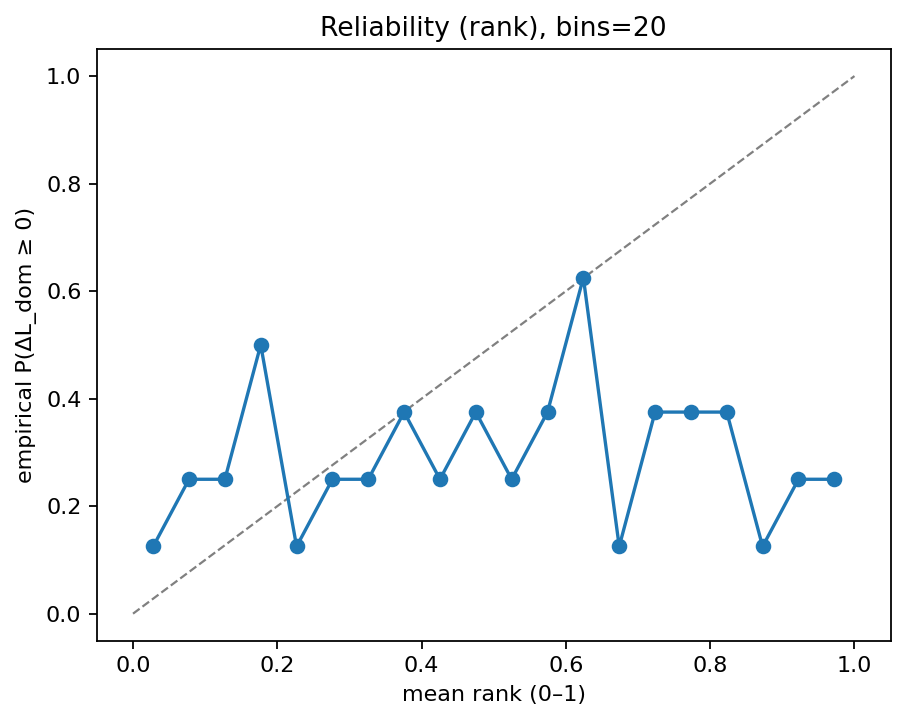 Reliability (rank), bins=20
empirical P(ΔL_dom ≥ 0)
1.0
0.8
0.6
0.4
0.2
0.0
0.0 0.2 0.4 0.6 0.8 1.0
mean rank (0–1)